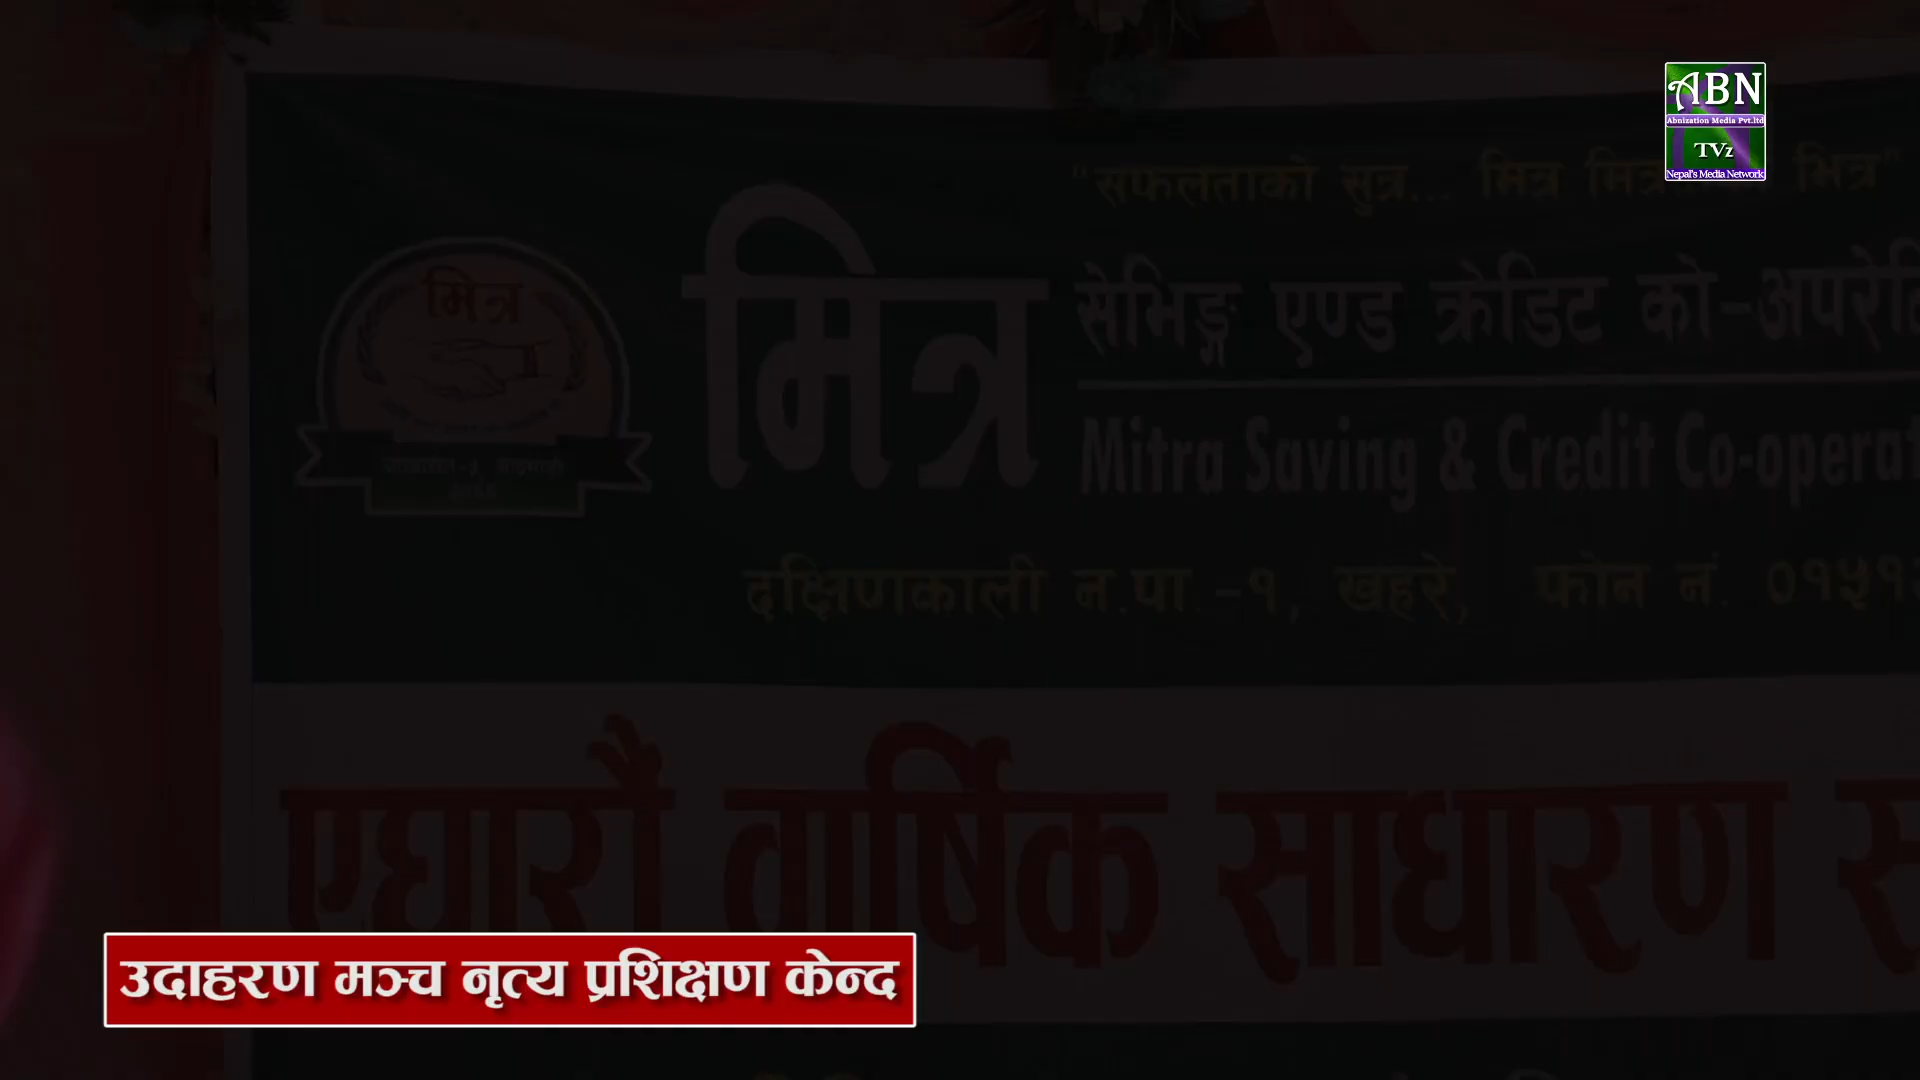 ABN
Abnization Media Pvt.ltd
TVz
Nepal's Media Network
"सफलताको सुत्र... मित्र मित्र भित्र"
मित्र
मित्र
सेभिङ्ग एण्ड क्रेडिट को-अपरेटि
Mitra Saving & Credit Co-operat
दक्षिणकाली न.पा.-१, खहरे, फोन नं. ०१५१
एघारौं वार्षिक साधारण स
उदाहरण मञ्च नृत्य प्रशिक्षण केन्द